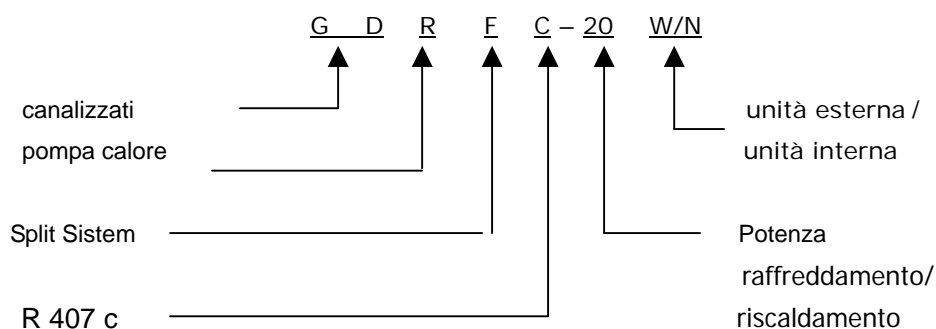 G D R F C – 20 W/N
canalizzati
pompa calore
Split Sistem
R 407 c
unità esterna /
unità interna
Potenza
raffreddamento/
riscaldamento